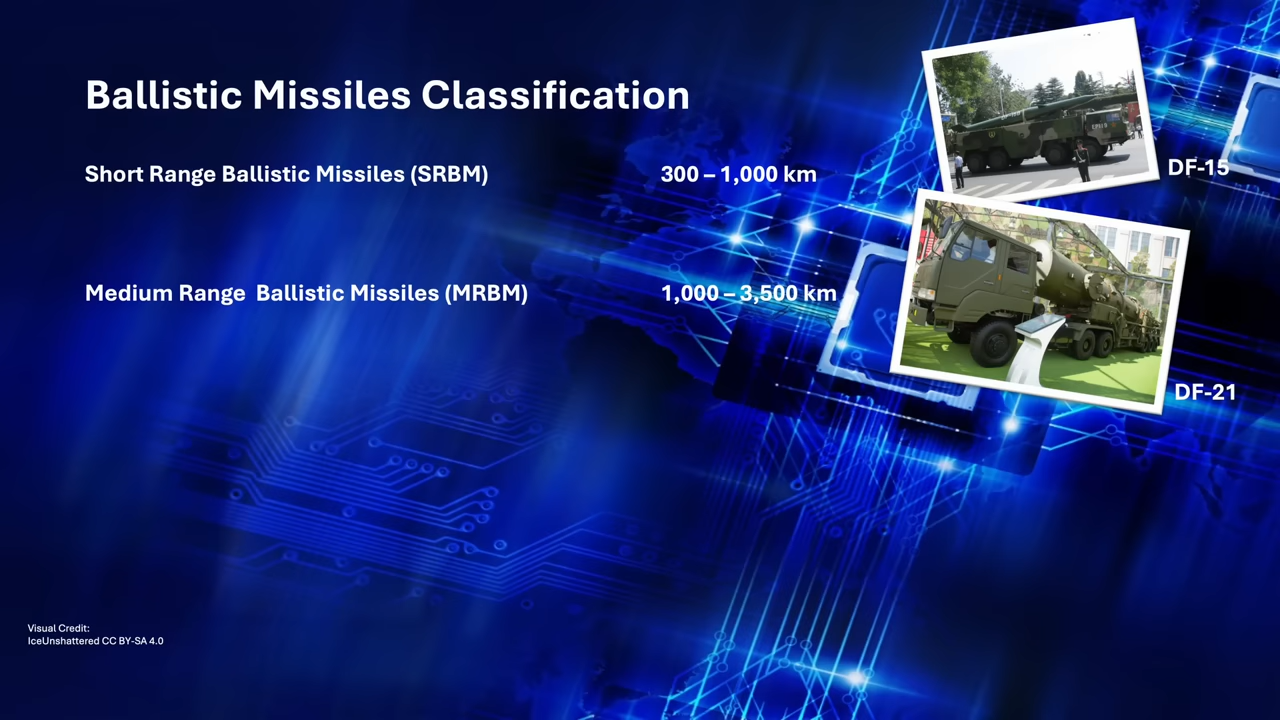 Ballistic Missiles Classification
Short Range Ballistic Missiles (SRBM)
300 – 1,000 km
DF-15
Medium Range  Ballistic Missiles (MRBM)
1,000 – 3,500 km
DF-21
Visual Credit:
IceUnshattered CC BY-SA 4.0